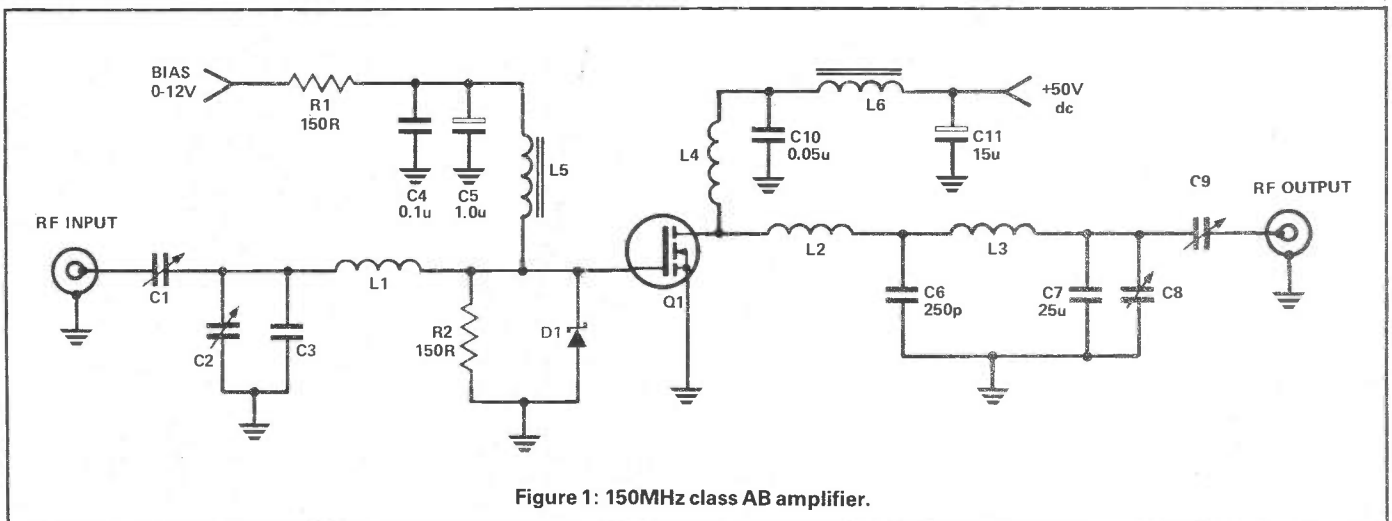 BIAS
0-12V
R1
150R
C4
0.1u
C5
1.0u
L5
L4
C10
0.05u
L6
C11
15u
+50V
dc
RF INPUT
C1
C2
C3
L1
R2
150R
D1
Q1
L2
C6
250p
L3
C7
25u
C8
C9
RF OUTPUT
Figure 1: 150MHz class AB amplifier.